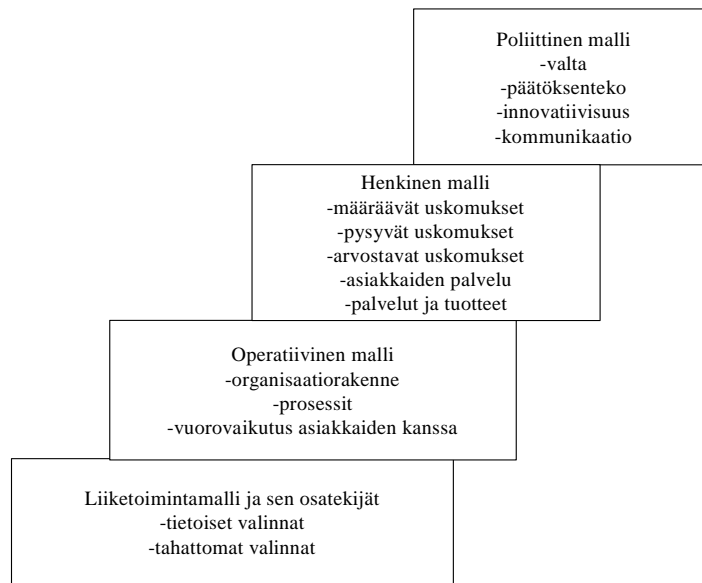 Poliittinen malli
-valta
-päätöksenteko
-innovatiivisuus
-kommunikaatio
Henkinen malli
-määräävät uskomukset
-pysyvät uskomukset
-arvostavat uskomukset
-asiakkaiden palvelu
-palvelut ja tuotteet
Operatiivinen malli
-organisaatiorakenne
-prosessit
-vuorovaikutus asiakkaiden kanssa
Liiketoimintamalli ja sen osatekijät
-tietoiset valinnat
-tahattomat valinnat